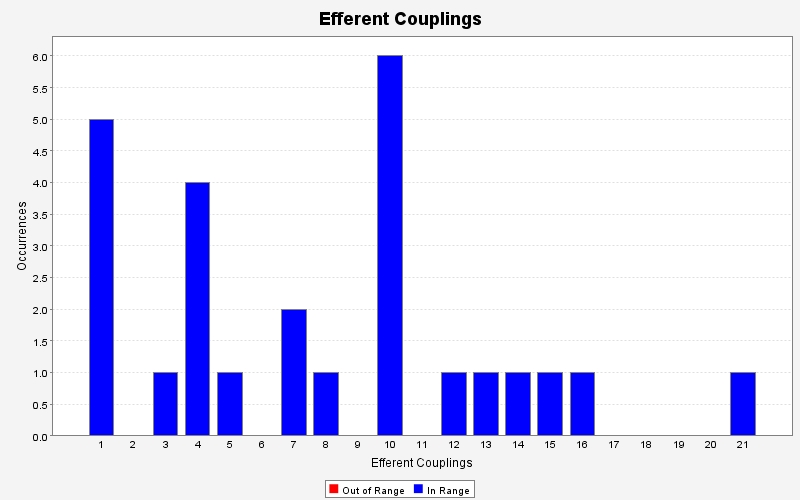 Efferent Couplings
6.0
5.5
5.0
4.5
4.0
3.5
3.0
2.5
2.0
1.5
1.0
0.5
0.0
Occurrences
1 2 3 4 5 6 7 8 9 10 11 12 13 14 15 16 17 18 19 20 21
Efferent Couplings
Out of Range In Range